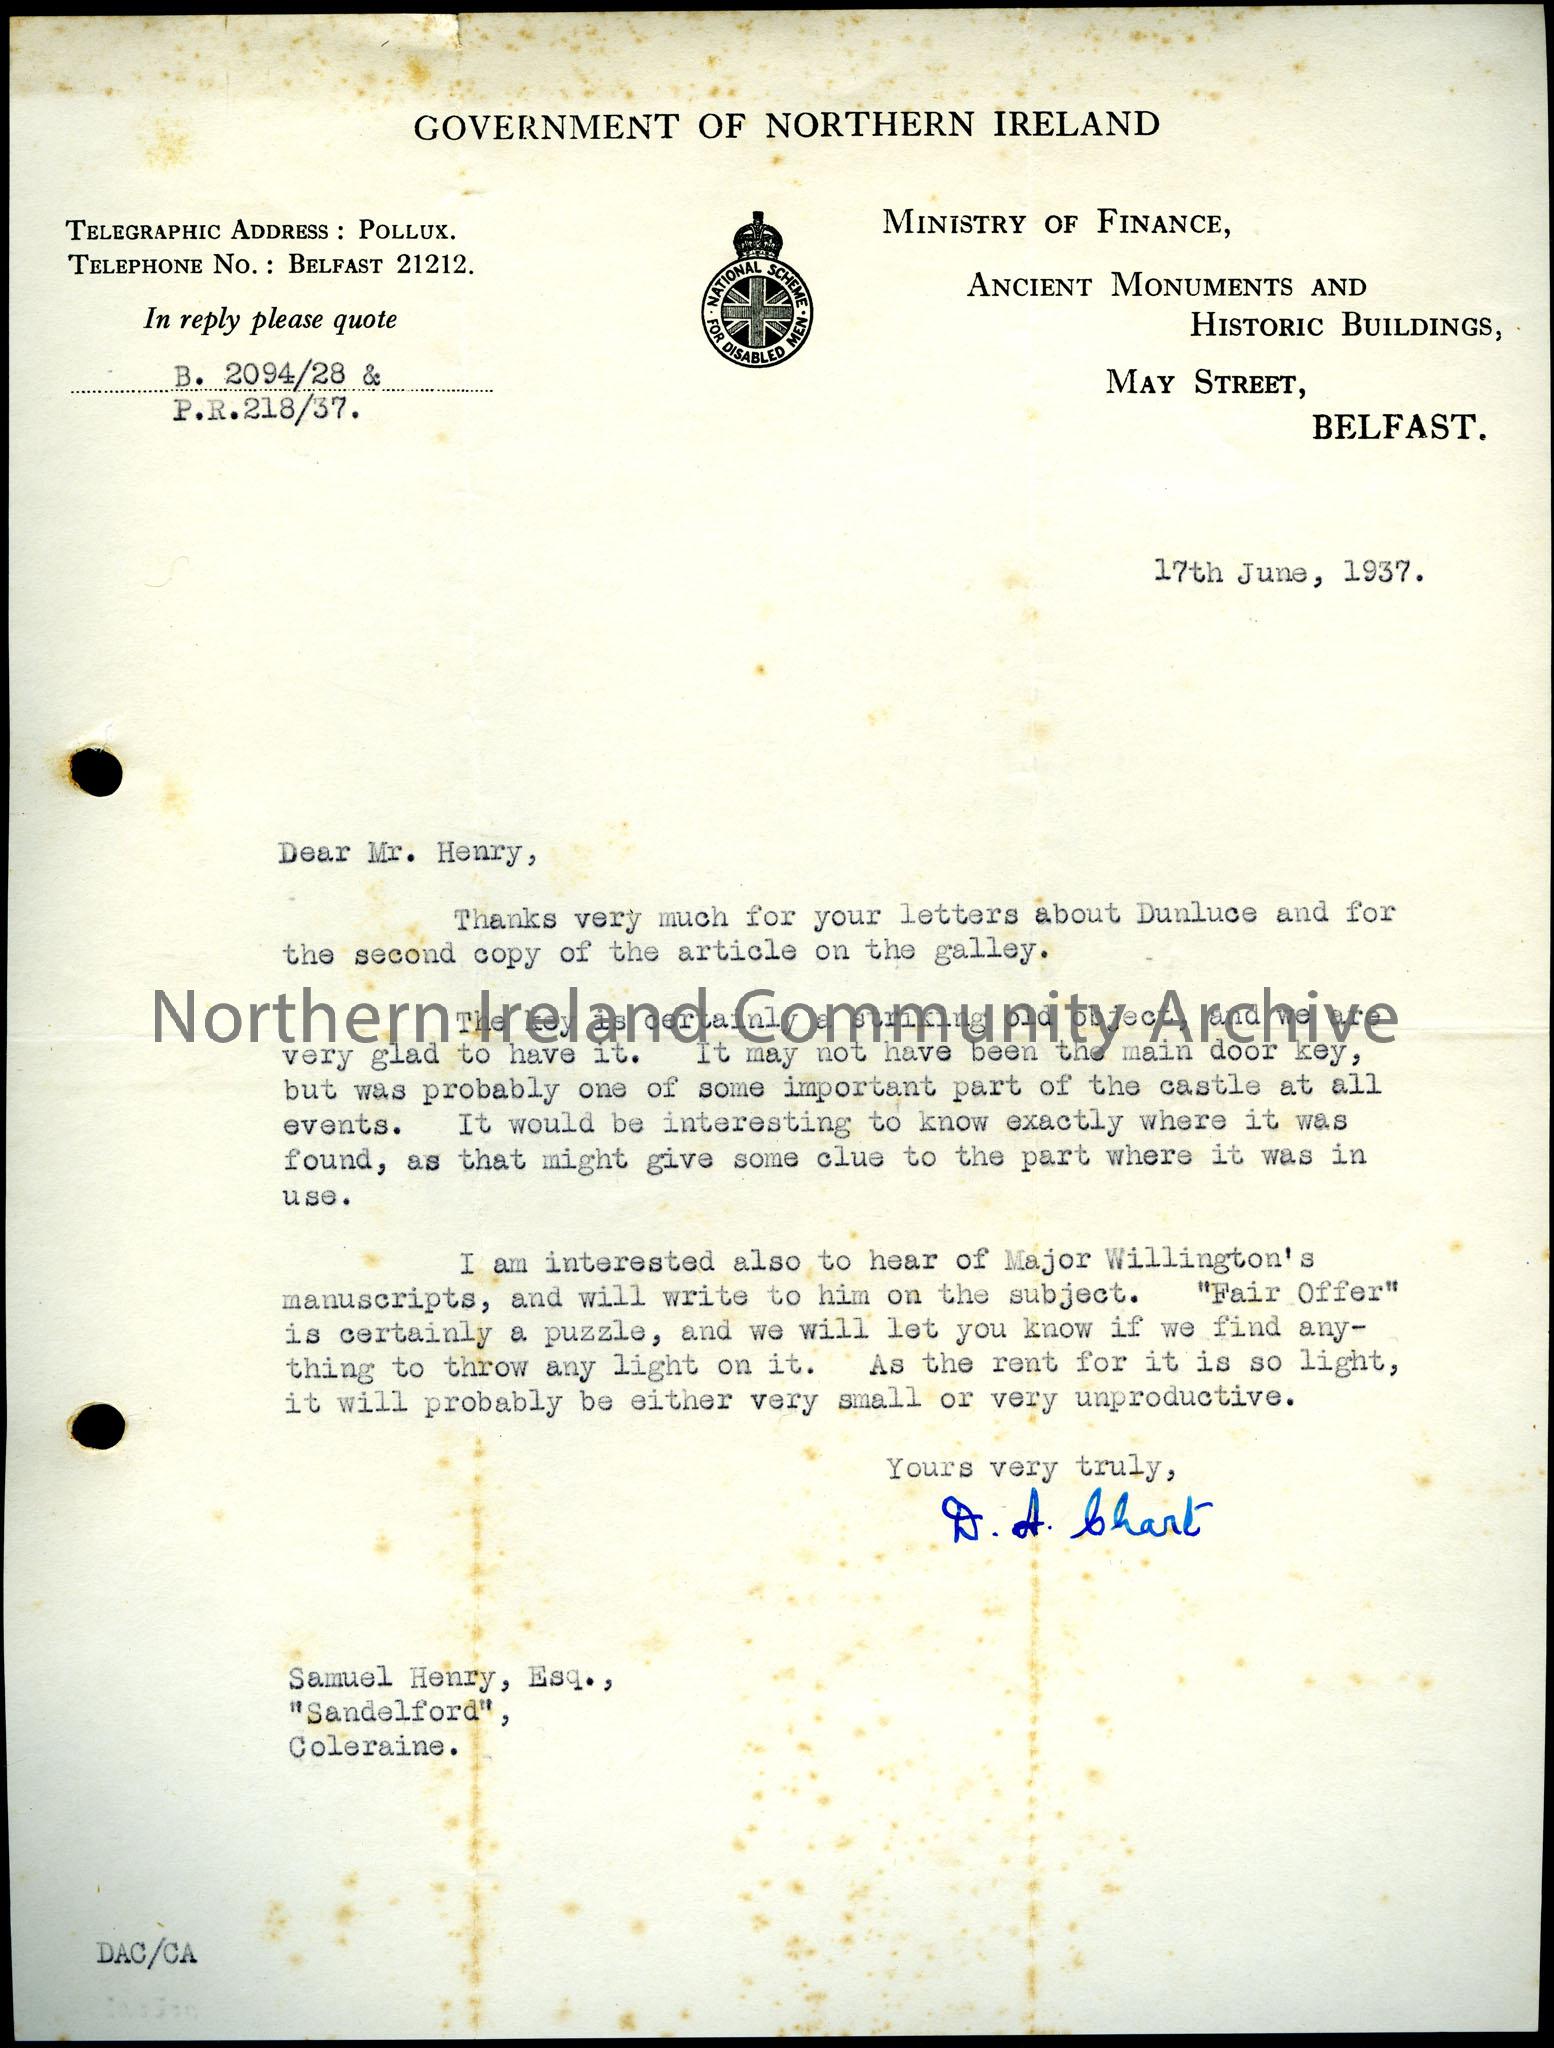 GOVERNMENT OF NORTHERN IRELAND
TELEGRAPHIC ADDRESS : POLLUX.
TELEPHONE NO. : BELFAST 21212.
In reply please quote
B. 2094/28 &
P.R.218/37.
NATIONAL SCHEME
FOR DISABLED MEN
MINISTRY OF FINANCE,
ANCIENT MONUMENTS AND
HISTORIC BUILDINGS,
MAY STREET,
BELFAST.
17th June, 1937.
Dear Mr. Henry,
Thanks very much for your letters about Dunluce and for
the second copy of the article on the galley.
Northern Ireland Community Archive
The key is certainly a striking old object, and we are
very glad to have it. It may not have been the main door key,
but was probably one of some important part of the castle at all
events. It would be interesting to know exactly where it was
found, as that might give some clue to the part where it was in
use.
I am interested also to hear of Major Willington's
manuscripts, and will write to him on the subject. "Fair Offer"
is certainly a puzzle, and we will let you know if we find any-
thing to throw any light on it. As the rent for it is so light,
it will probably be either very small or very unproductive.
Yours very truly,
D. A. Chart
Samuel Henry, Esq.,
"Sandelford",
Coleraine.
DAC/CA